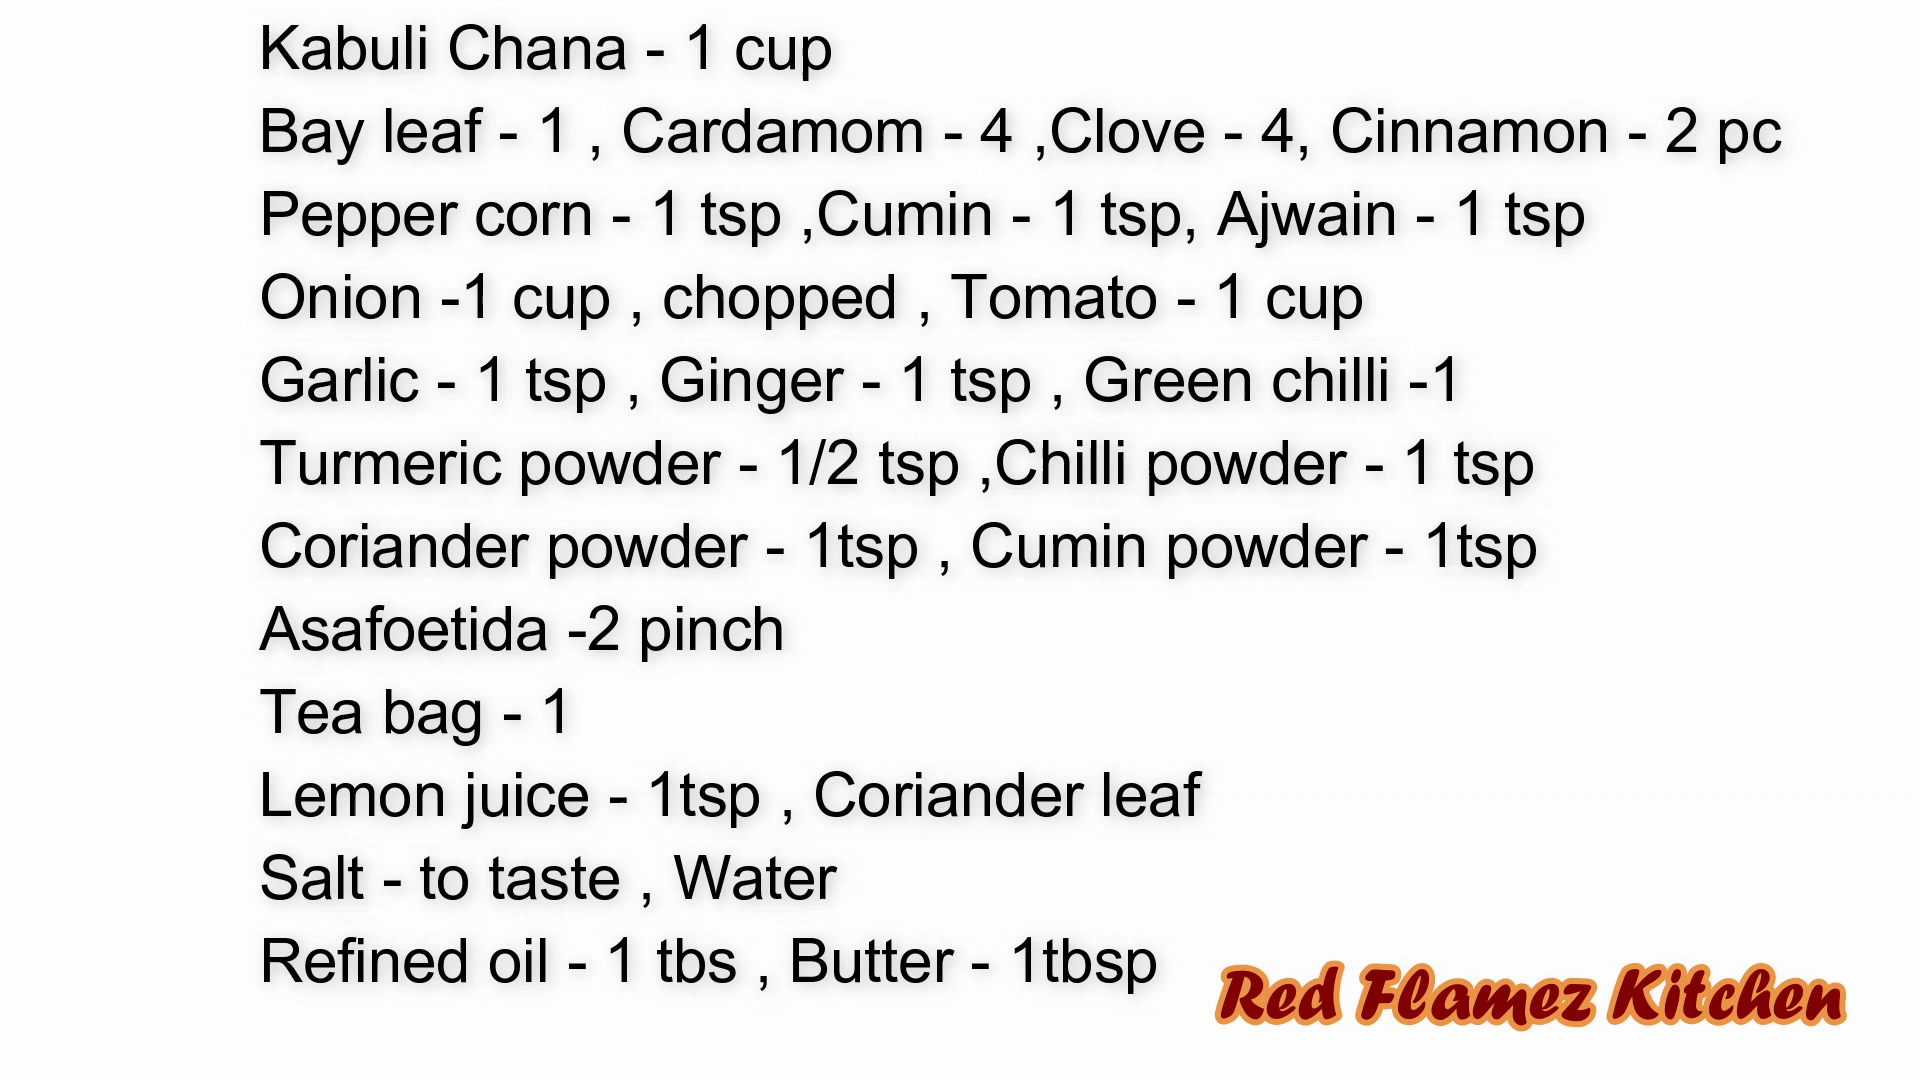 Kabuli Chana - 1 cup
Bay leaf - 1 , Cardamom - 4 ,Clove - 4, Cinnamon - 2 pc
Pepper corn - 1 tsp ,Cumin - 1 tsp, Ajwain - 1 tsp
Onion -1 cup , chopped , Tomato - 1 cup
Garlic - 1 tsp , Ginger - 1 tsp , Green chilli -1
Turmeric powder - 1/2 tsp ,Chilli powder - 1 tsp
Coriander powder - 1tsp , Cumin powder - 1tsp
Asafoetida -2 pinch
Tea bag - 1
Lemon juice - 1tsp , Coriander leaf
Salt - to taste , Water
Refined oil - 1 tbs , Butter - 1tbsp
Red Flamez Kitchen